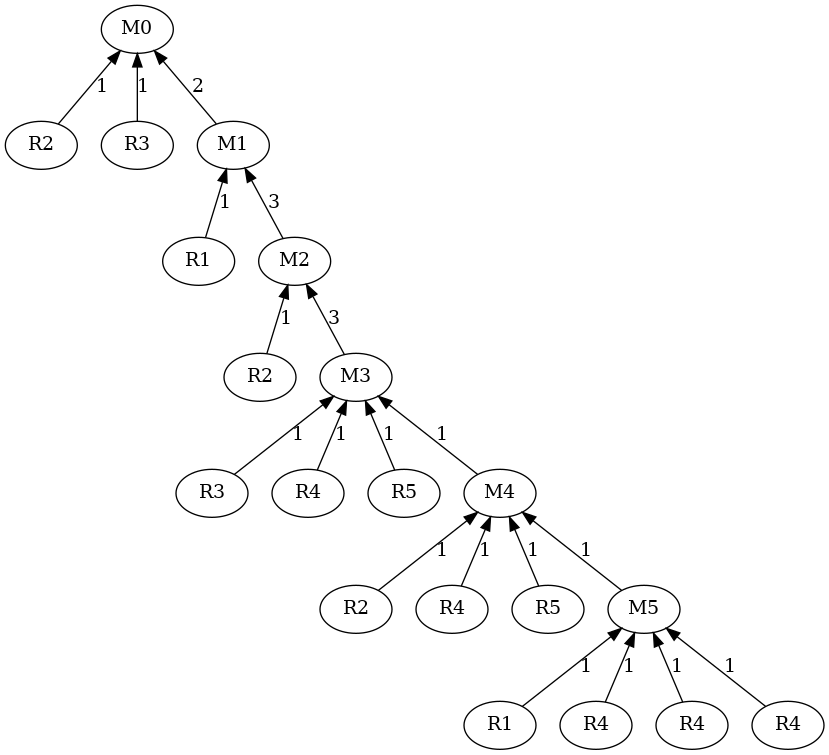 M0
1 1 2
R2 R3 M1
1 3
R1 M2
1 3
R2 M3
1 1 1 1
R3 R4 R5 M4
1 1 1 1
R2 R4 R5 M5
1 1 1 1
R1 R4 R4 R4